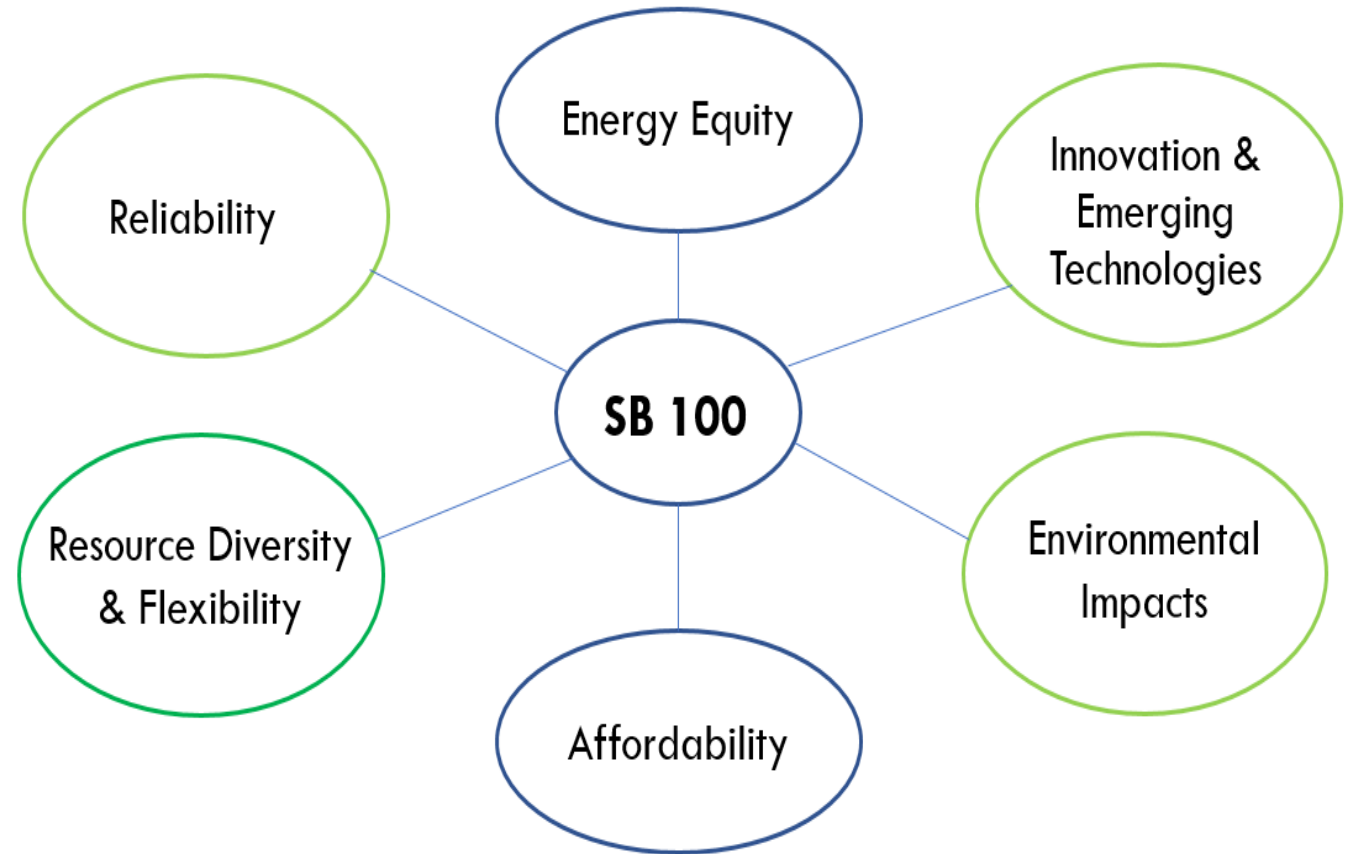 Energy Equity
Reliability
Innovation &
Emerging
Technologies
SB 100
Resource Diversity
& Flexibility
Environmental
Impacts
Affordability